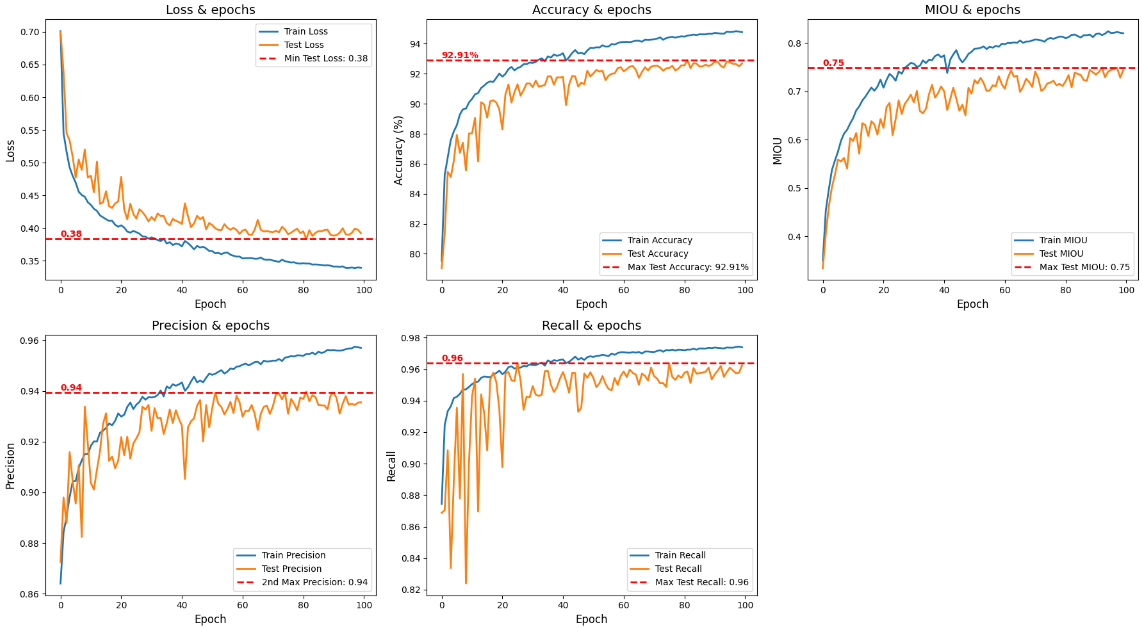 Loss & epochs
0.70
0.65
0.60
0.55
0.50
0.45
0.40
0.35
Loss
0.38
Train Loss
Test Loss
Min Test Loss: 0.38
0
20
40
60
80
100
Epoch
Accuracy & epochs
94
92
90
88
86
84
82
80
Accuracy (%)
92.91%
Train Accuracy
Test Accuracy
Max Test Accuracy: 92.91%
0
20
40
60
80
100
Epoch
MIOU & epochs
0.8
0.7
0.6
0.5
0.4
MIOU
0.75
Train MIOU
Test MIOU
Max Test MIOU: 0.75
0
20
40
60
80
100
Epoch
Precision & epochs
0.96
0.94
0.92
0.90
0.88
0.86
Precision
0.94
Train Precision
Test Precision
2nd Max Precision: 0.94
0
20
40
60
80
100
Epoch
Recall & epochs
0.98
0.96
0.94
0.92
0.90
0.88
0.86
0.84
0.82
Recall
0.96
Train Recall
Test Recall
Max Test Recall: 0.96
0
20
40
60
80
100
Epoch